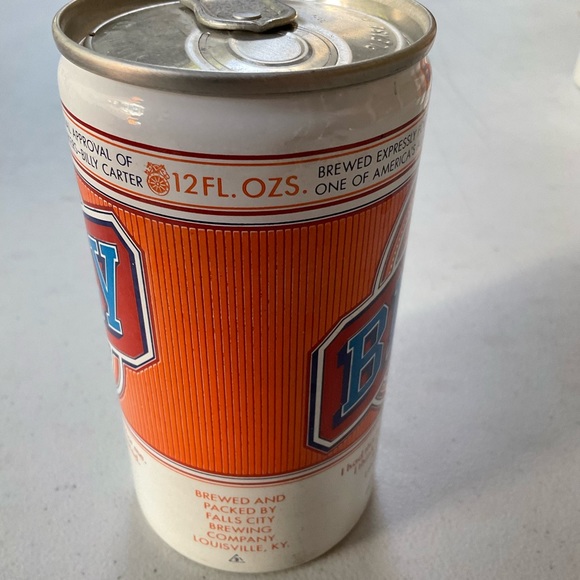 APPROVAL OF
BILLY CARTER
12 FL. OZS.
BREWED EXPRESSLY
ONE OF AMERICA'S
Y
B
I had
BREWED AND
PACKED BY
FALLS CITY
BREWING
COMPANY
LOUISVILLE, KY.